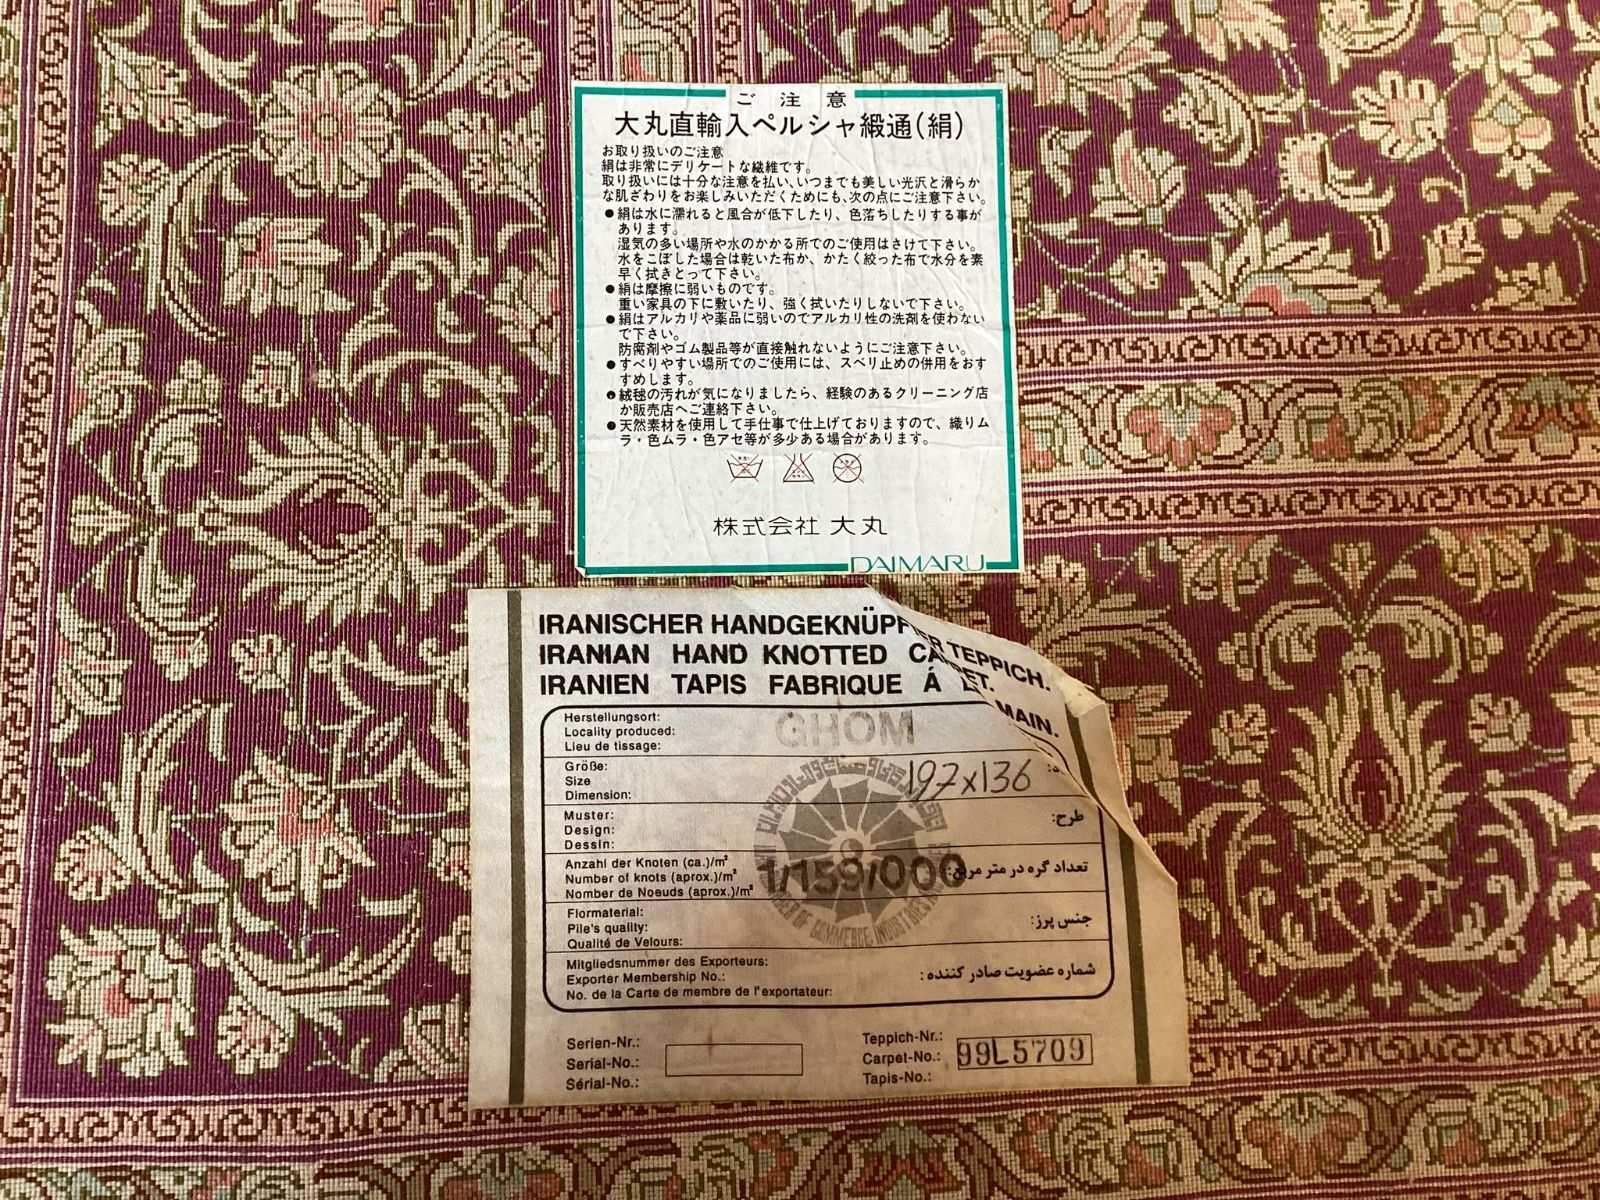 ご注意
大丸直輸入ペルシャ緞通(絹)
お取り扱いのご注意
絹は非常にデリケートな繊維です。
取り扱いには十分な注意を払い、いつまでも美しい光沢と滑らか
な肌ざわりをお楽しみいただくためにも、次の点にご注意下さい。
●絹は水に濡れると風合が低下したり、色落ちしたりする事が
あります。
湿気の多い場所や水のかかる所でのご使用はさけて下さい。
水をこぼした場合は乾いた布か、かたく絞った布で水分を素
早く拭きとって下さい。
●絹は摩擦に弱いものです。
重い家具の下に敷いたり、強く拭いたりしないで下さい。
●絹はアルカリや薬品に弱いのでアルカリ性の洗剤を使わない
で下さい。
防腐剤やゴム製品等が直接触れないようにご注意下さい。
●すべりやすい場所でのご使用には、スベリ止めの併用をおす
すめします。
●絨毯の汚れが気になりましたら、経験のあるクリーニング店
か販売店へご連絡下さい。
●天然素材を使用して手仕事で仕上げておりますので、織りム
ラ・色ムラ・色アセ等が多少ある場合があります。
株式会社 大丸
DAIMARU
IRANISCHER HANDGEKNÜPFTER TEPPICH.
IRANIAN HAND KNOTTED CARPET.
IRANIEN TAPIS FABRIQUE Á MAIN.
Herstellungsort:
Locality produced:
Lieu de tissage:
GHOM
Größe:
Size
Dimension:
197x136
Muster:
Design:
Dessin:
طرح:
Anzahl der Knoten (ca.)/m²
Number of knots (aprox.)/m²
Nomber de Noeuds (aprox.)/m²
1/159/000
تعداد گره در متر مربع:
Flormaterial:
Pile's quality:
Qualité de Velours:
جنس پرز:
OF COMMERCE, INDUSTRIES
Mitgliedsnummer des Exporteurs:
Exporter Membership No.:
No. de la Carte de membre de l'exportateur:
شماره عضویت صادر کننده:
Serien-Nr.:
Serial-No.:
Sérial-No.:
Teppich-Nr.:
Carpet-No.:
Tapis-No.:
99L5709